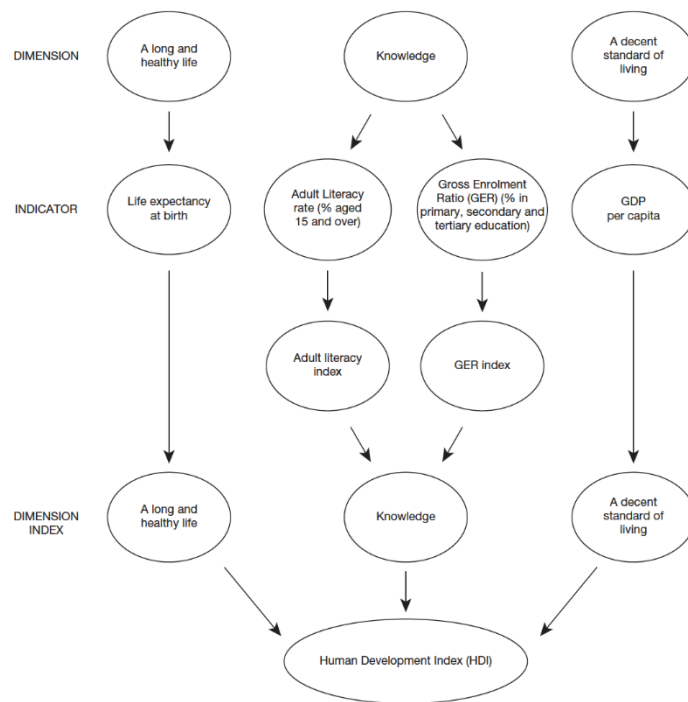 DIMENSION
A long and
healthy life
Knowledge
A decent
standard of
living
INDICATOR
Life expectancy
at birth
Adult Literacy
rate (% aged
15 and over)
Gross Enrolment
Ratio (GER) (% in
primary, secondary and
tertiary education)
GDP
per capita
Adult literacy
index
GER index
DIMENSION
INDEX
A long and
healthy life
Knowledge
A decent
standard of
living
Human Development Index (HDI)